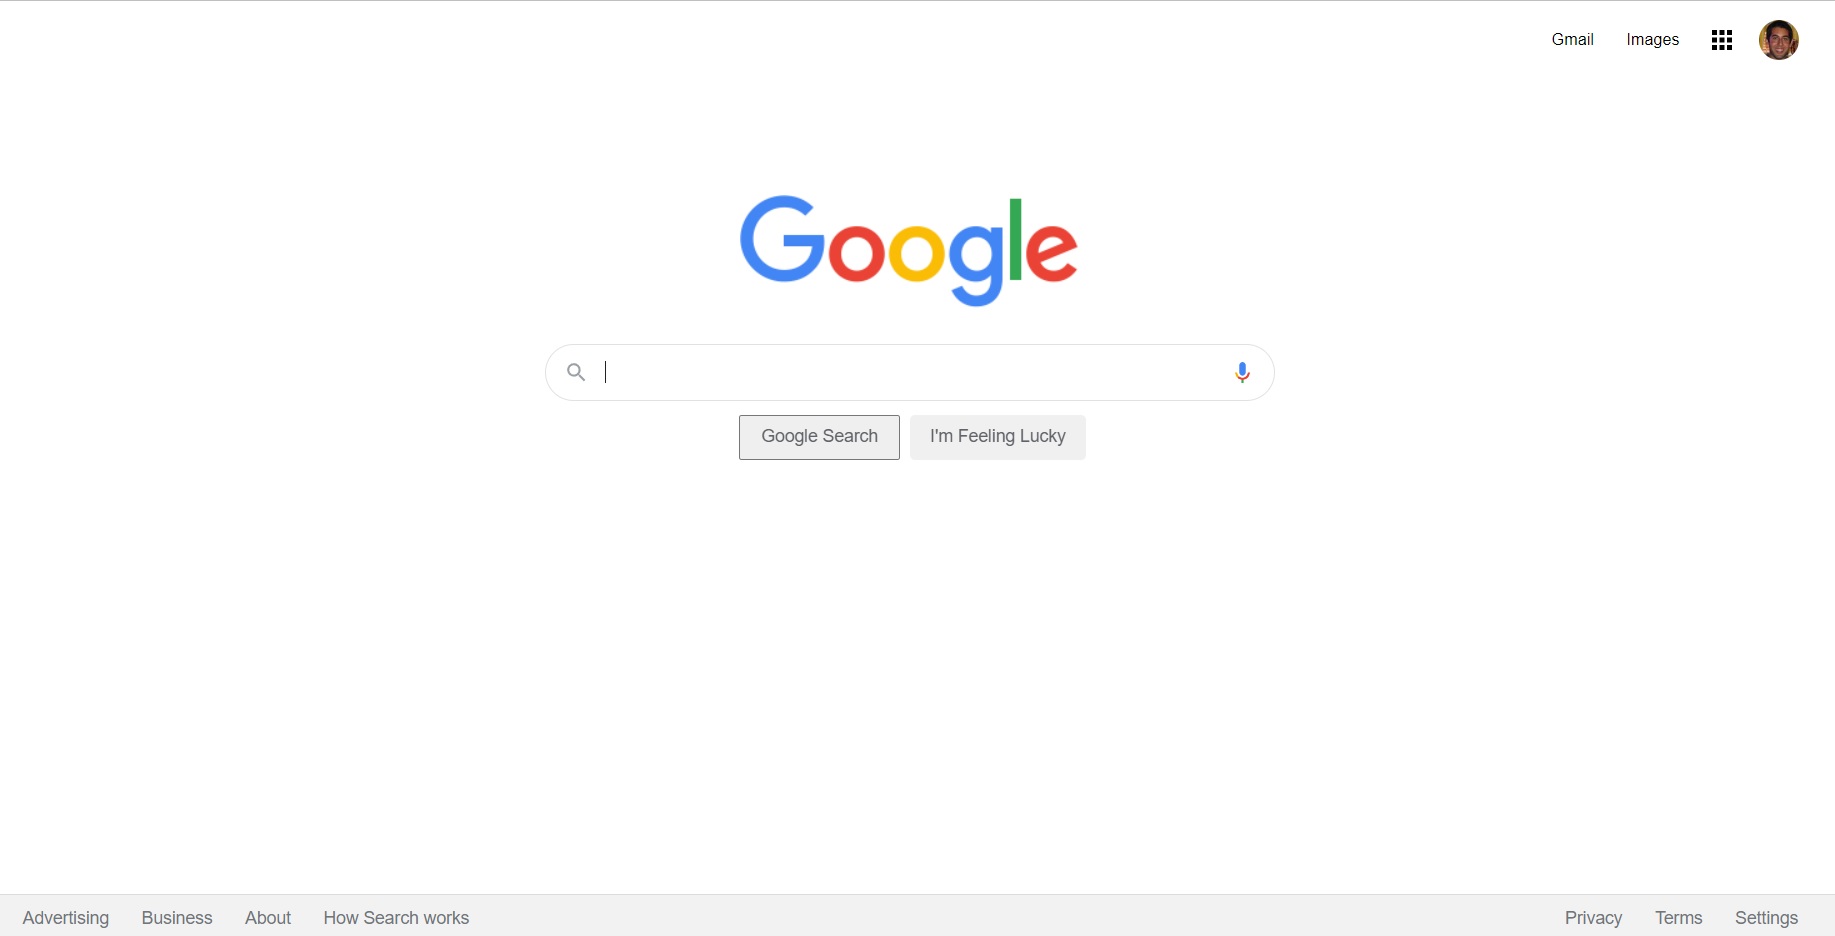 Gmail Images
Google
Google Search I'm Feeling Lucky
Advertising Business About How Search works Privacy Terms Settings